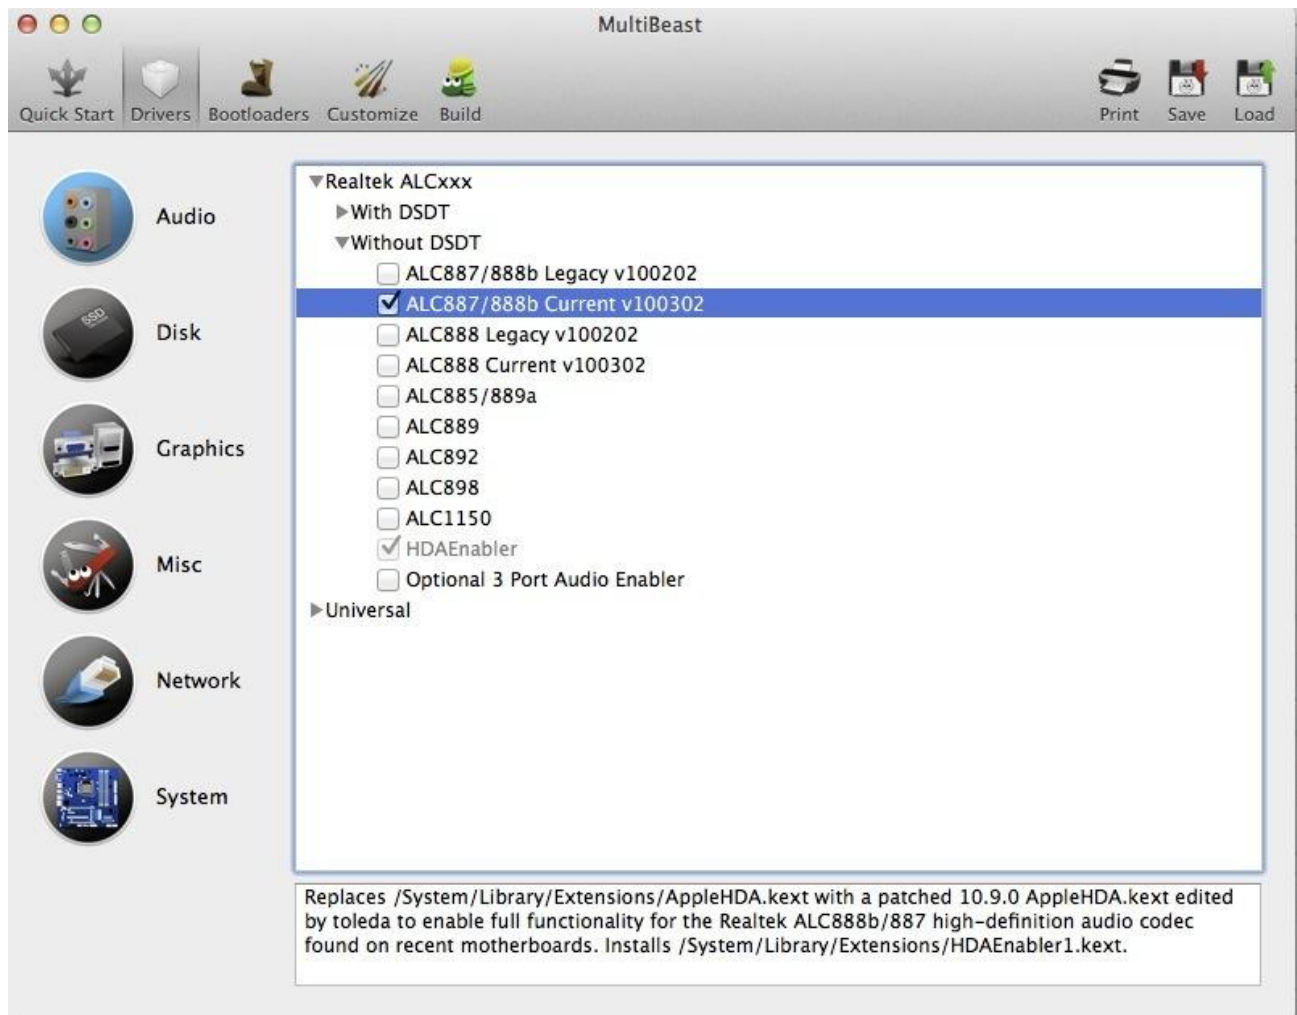 MultiBeast
Quick Start
Drivers
Bootloaders
Customize
Build
Print
Save
Load
Audio
Disk
Graphics
Misc
Network
System
SSD
Realtek ALCxxx
With DSDT
Without DSDT
ALC887/888b Legacy v100202
ALC887/888b Current v100302
ALC888 Legacy v100202
ALC888 Current v100302
ALC885/889a
ALC889
ALC892
ALC898
ALC1150
HDAEnabler
Optional 3 Port Audio Enabler
Universal
Replaces /System/Library/Extensions/AppleHDA.kext with a patched 10.9.0 AppleHDA.kext edited
by toleda to enable full functionality for the Realtek ALC888b/887 high-definition audio codec
found on recent motherboards. Installs /System/Library/Extensions/HDAEnabler1.kext.